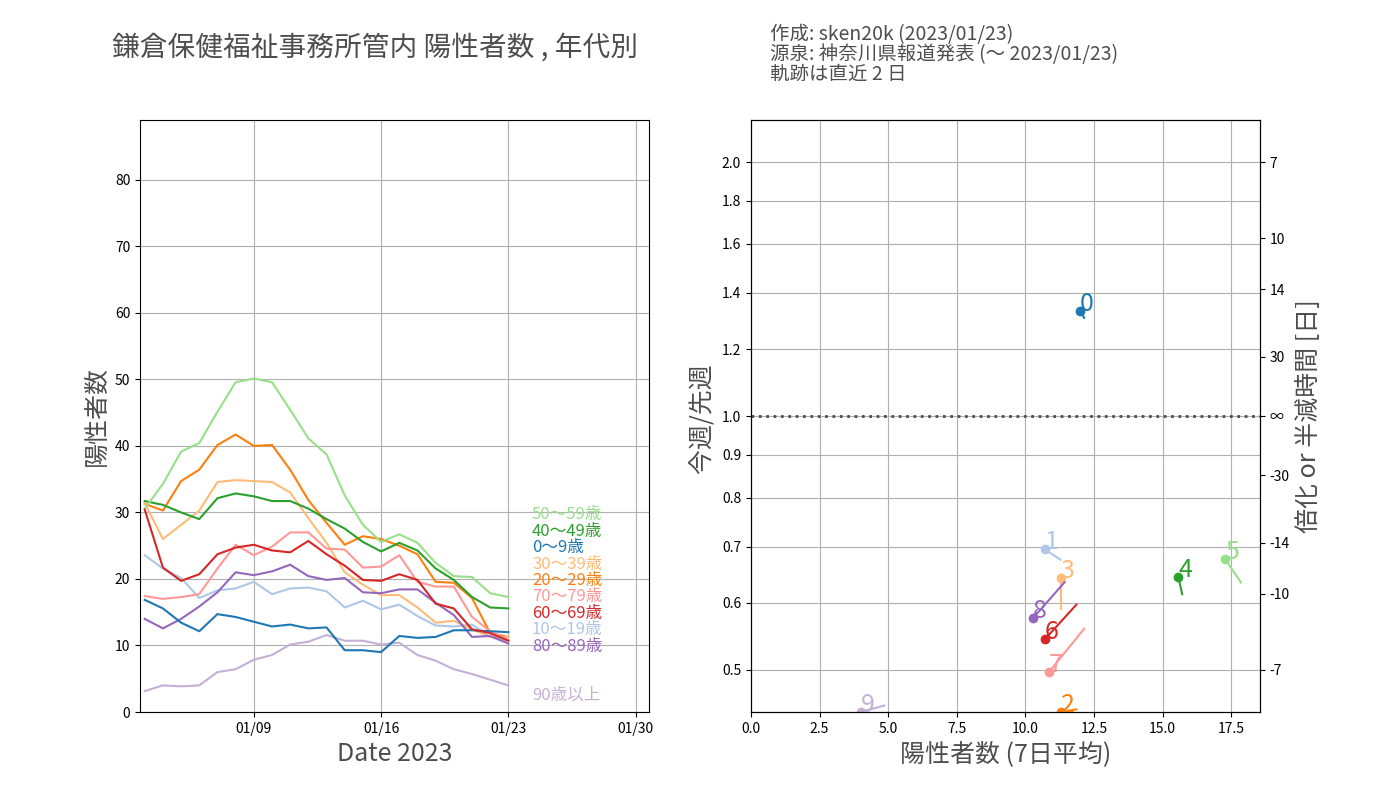 鎌倉保健福祉事務所管内 陽性者数 , 年代別
作成: sken20k (2023/01/23)
源泉: 神奈川県報道発表 (〜 2023/01/23)
軌跡は直近 2 日
陽性者数
80
70
60
50
40
30
20
10
0
50〜59歳
40〜49歳
0〜9歳
30〜39歳
20〜29歳
70〜79歳
60〜69歳
10〜19歳
80〜89歳
90歳以上
01/09
01/16
01/23
01/30
Date 2023
今週/先週
2.0
1.8
1.6
1.4
1.2
1.0
0.9
0.8
0.7
0.6
0.5
0
1
3
4
5
8
6
7
9
2
7
10
14
30
∞
-30
-14
-10
-7
倍化 or 半減時間 [日]
0.0
2.5
5.0
7.5
10.0
12.5
15.0
17.5
陽性者数 (7日平均)